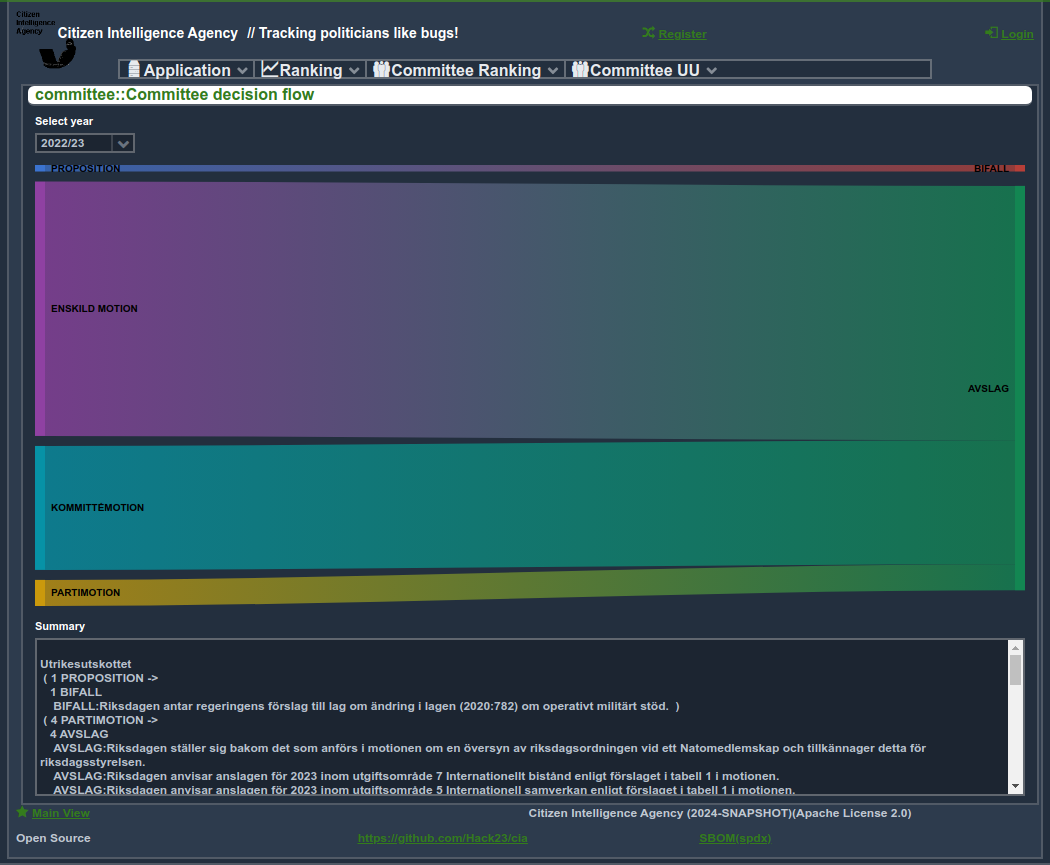 Citizen
Intelligence
Agency
Citizen Intelligence Agency // Tracking politicians like bugs!
Register
Login
Application
Ranking
Committee Ranking
Committee UU
committee::Committee decision flow
Select year
2022/23
PROPOSITION
BIFALL
ENSKILD MOTION
AVSLAG
KOMMITTÉMOTION
PARTIMOTION
Summary
Utrikesutskottet
( 1 PROPOSITION ->
1 BIFALL
BIFALL:Riksdagen antar regeringens förslag till lag om ändring i lagen (2020:782) om operativt militärt stöd. )
( 4 PARTIMOTION ->
4 AVSLAG
AVSLAG:Riksdagen ställer sig bakom det som anförs i motionen om en översyn av riksdagsordningen vid ett Natomedlemskap och tillkännager detta för
riksdagsstyrelsen.
AVSLAG:Riksdagen anvisar anslagen för 2023 inom utgiftsområde 7 Internationellt bistånd enligt förslaget i tabell 1 i motionen.
AVSLAG:Riksdagen anvisar anslagen för 2023 inom utgiftsområde 5 Internationell samverkan enligt förslaget i tabell 1 i motionen.
Main View
Citizen Intelligence Agency (2024-SNAPSHOT)(Apache License 2.0)
Open Source
https://github.com/Hack23/cia
SBOM(spdx)